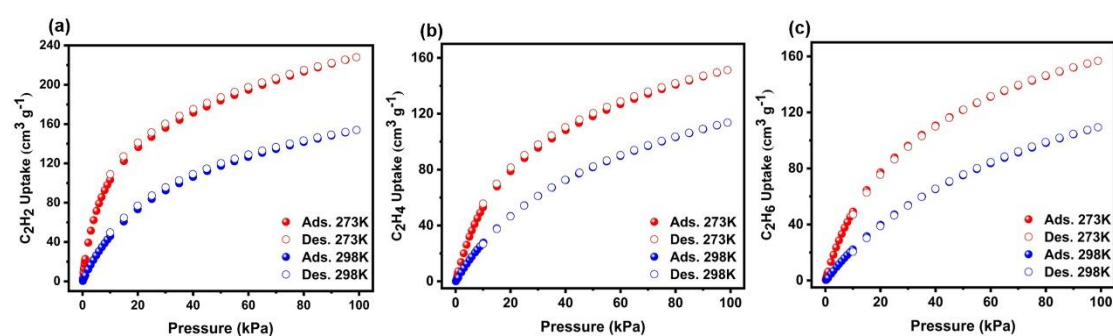 (a)
C2H2 Uptake (cm3 g-1)
240
200
160
120
80
40
0
Ads. 273K
Des. 273K
Ads. 298K
Des. 298K
0 20 40 60 80 100
Pressure (kPa)
(b)
C2H4 Uptake (cm3 g-1)
160
120
80
40
0
Ads. 273K
Des. 273K
Ads. 298K
Des. 298K
0 20 40 60 80 100
Pressure (kPa)
(c)
C2H6 Uptake (cm3 g-1)
160
120
80
40
0
Ads. 273K
Des. 273K
Ads. 298K
Des. 298K
0 20 40 60 80 100
Pressure (kPa)